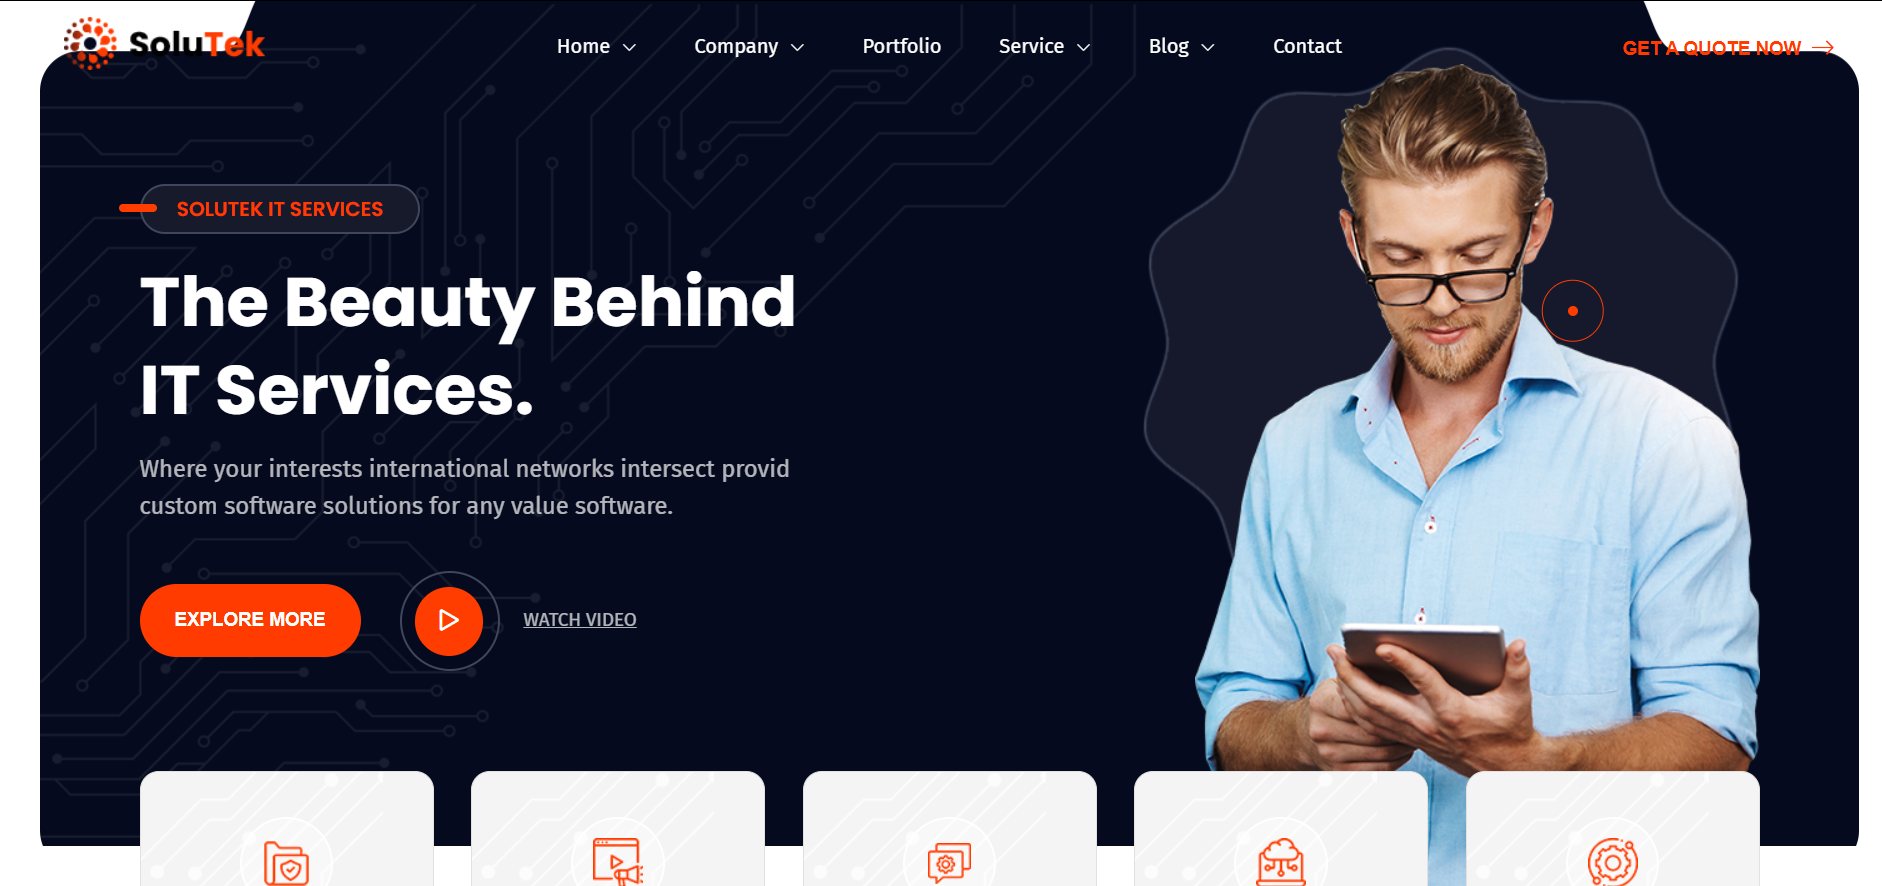 SoluTek
Home
Company
Portfolio
Service
Blog
Contact
GET A QUOTE NOW
SOLUTEK IT SERVICES
The Beauty Behind
IT Services.
Where your interests international networks intersect provid
custom software solutions for any value software.
EXPLORE MORE
WATCH VIDEO